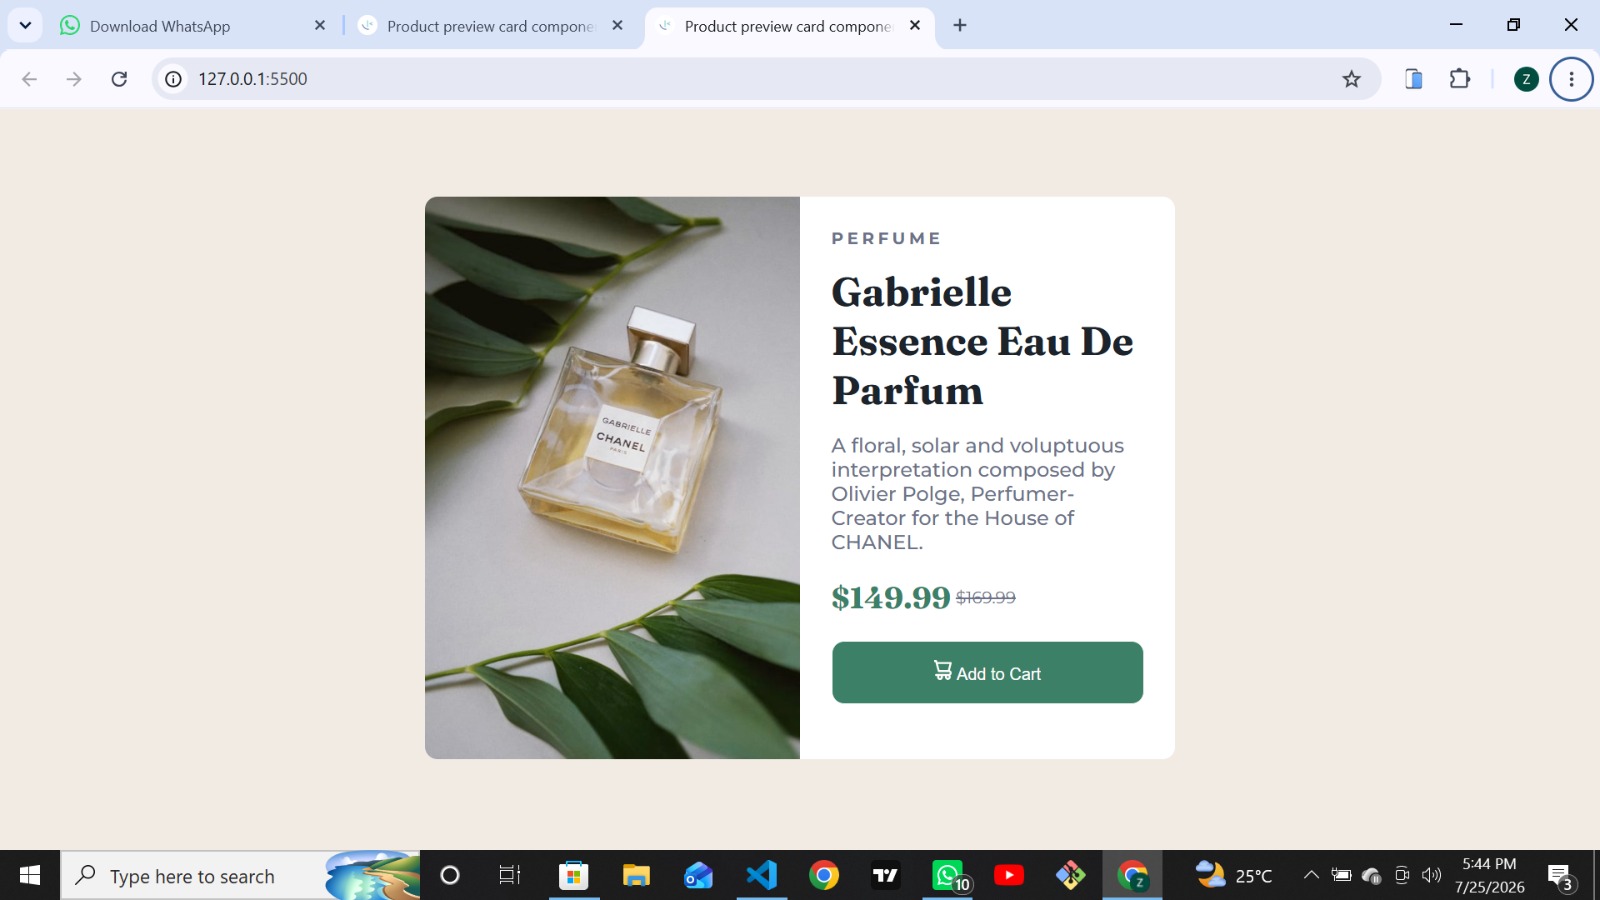 Download WhatsApp
Product preview card compone
Product preview card compone
127.0.0.1:5500
Z
PERFUME
Gabrielle
Essence Eau De
Parfum
A floral, solar and voluptuous
interpretation composed by
Olivier Polge, Perfumer-
Creator for the House of
CHANEL.
$149.99 $169.99
Add to Cart
GABRIELLE
CHANEL
PARIS
Type here to search
10
Z
25°C
5:44 PM
7/25/2026
3